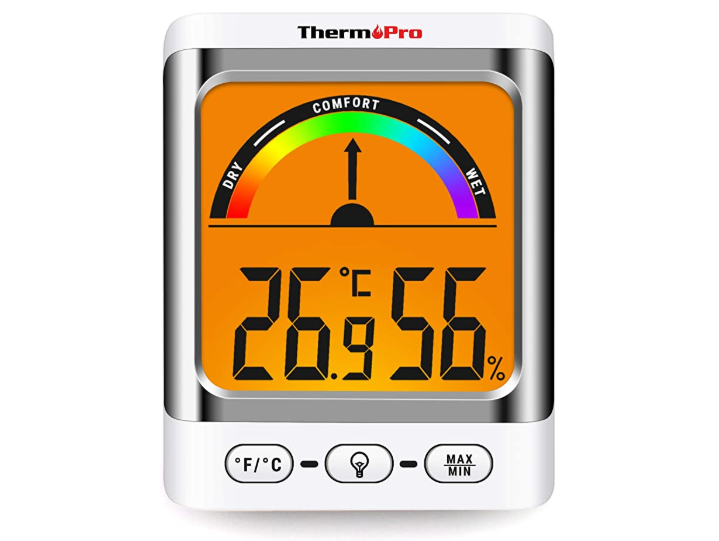 ThermoPro
COMFORT
DRY
WET
26.9 °C 56 %
°F/°C
MAX
MIN